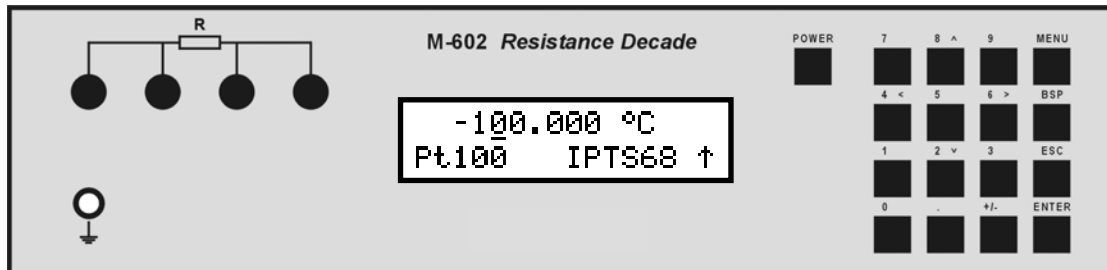 R
M-602 Resistance Decade
-100.000 °C
Pt100 IPTS68 ↑
POWER
7 8 ^ 9 MENU
4 < 5 6 > BSP
1 2 v 3 ESC
0 . +/- ENTER